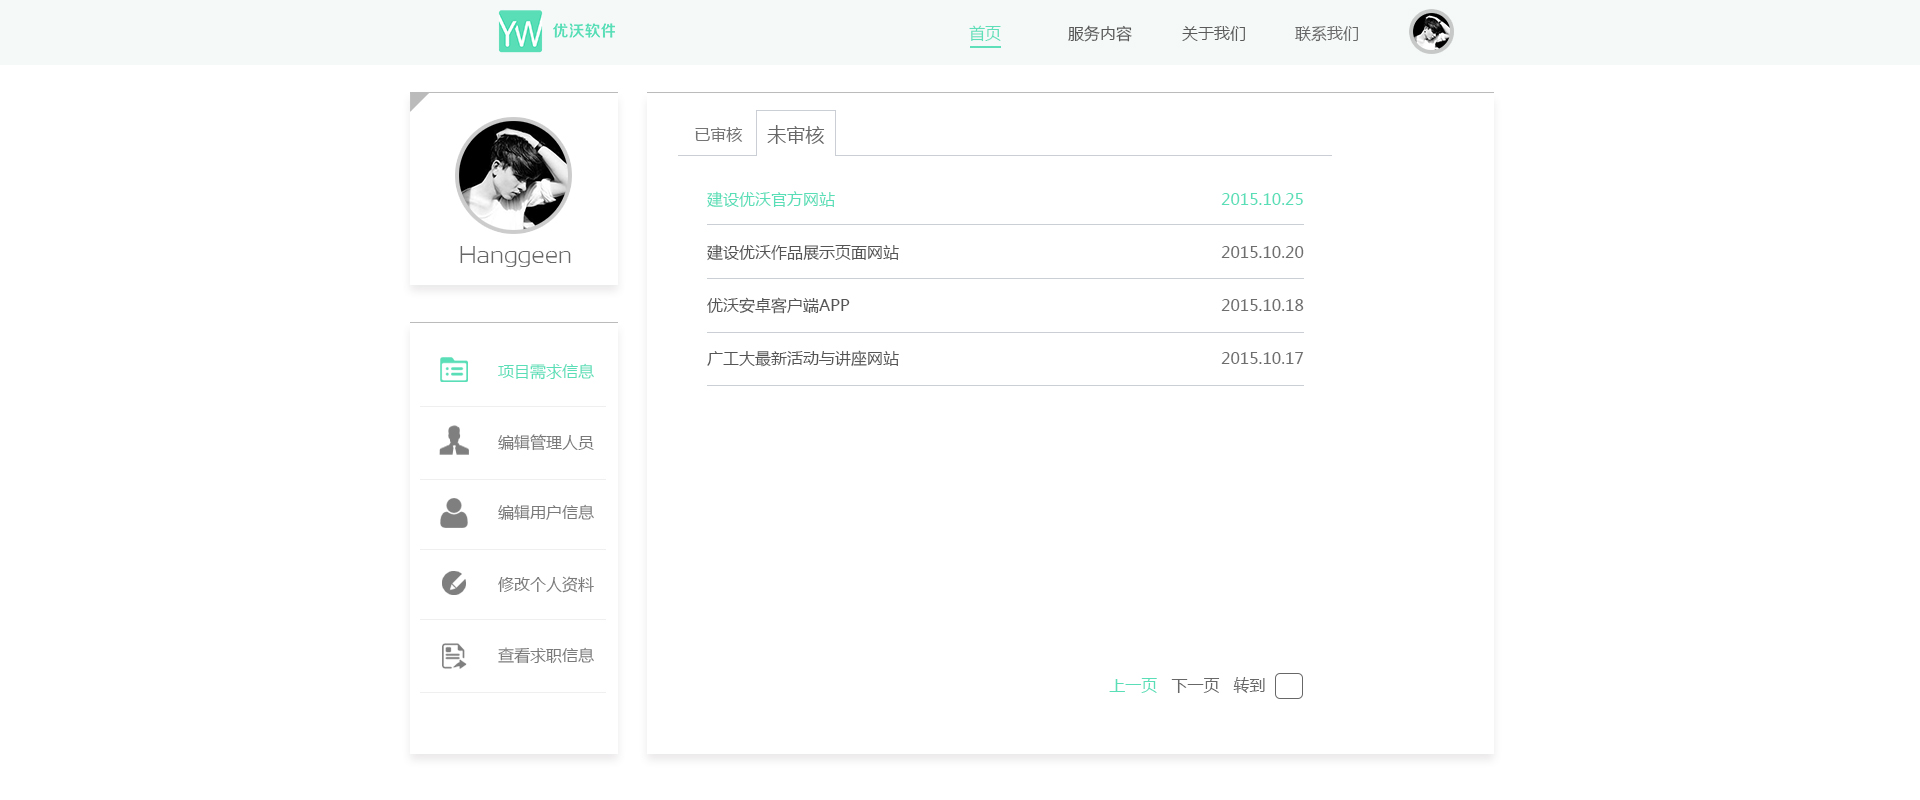 YW 优沃软件
首页 服务内容 关于我们 联系我们
Hanggeen
项目需求信息
编辑管理人员
编辑用户信息
修改个人资料
查看求职信息
已审核 未审核
建设优沃官方网站 2015.10.25
建设优沃作品展示页面网站 2015.10.20
优沃安卓客户端APP 2015.10.18
广工大最新活动与讲座网站 2015.10.17
上一页 下一页 转到